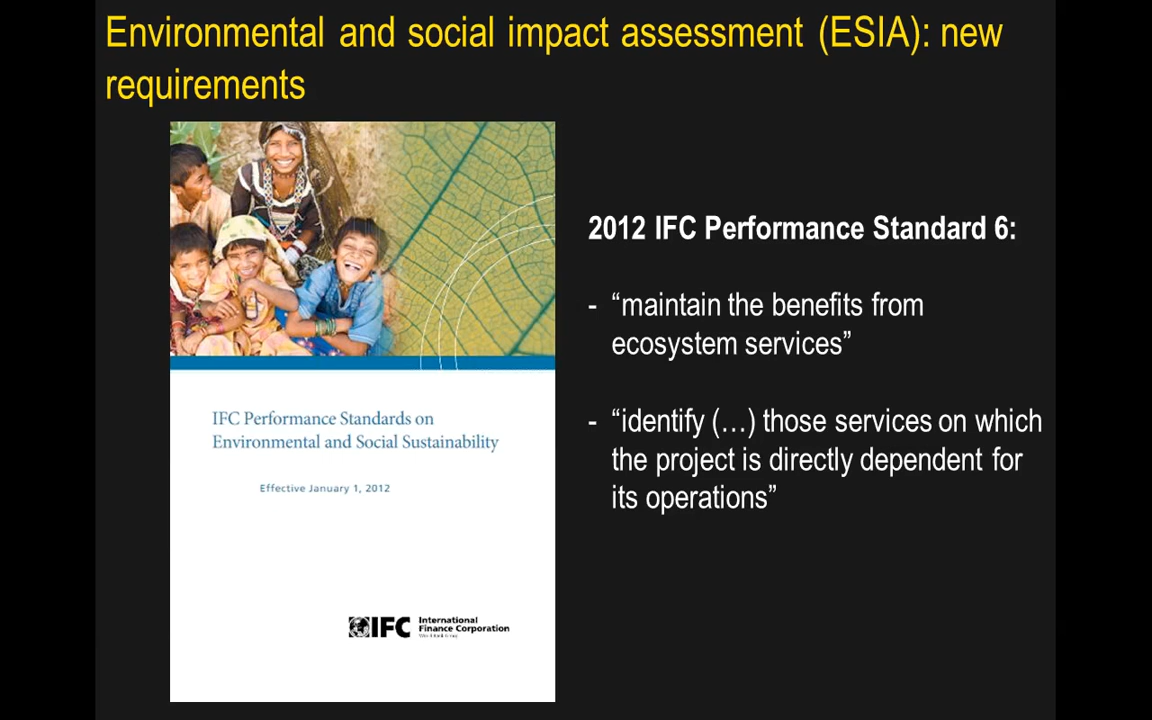 Environmental and social impact assessment (ESIA): new
requirements
2012 IFC Performance Standard 6:
- “maintain the benefits from
ecosystem services”
- “identify (…) those services on which
the project is directly dependent for
its operations”
IFC Performance Standards on
Environmental and Social Sustainability
Effective January 1, 2012
IFC
International
Finance Corporation